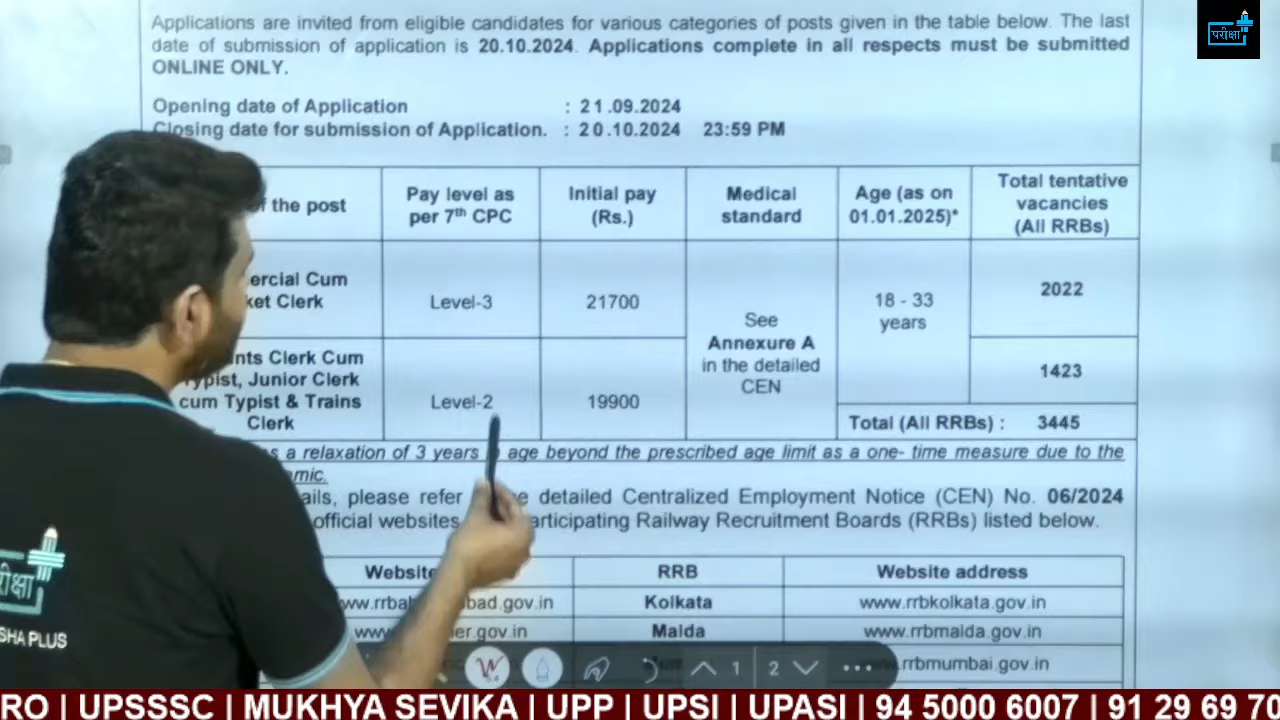 Applications are invited from eligible candidates for various categories of posts given in the table below. The last
date of submission of application is 20.10.2024. Applications complete in all respects must be submitted
ONLINE ONLY.
परीक्षा
Opening date of Application : 21.09.2024
Closing date for submission of Application. : 20.10.2024 23:59 PM
the post
Pay level as
per 7th CPC
Initial pay
(Rs.)
Medical
standard
Age (as on
01.01.2025)*
Total tentative
vacancies
(All RRBs)
ercial Cum
ket Clerk
Level-3
21700
2022
See
Annexure A
in the detailed
CEN
18 - 33
years
nts Clerk Cum
Typist, Junior Clerk
cum Typist & Trains
Clerk
Level-2
19900
1423
Total (All RRBs) : 3445
a relaxation of 3 years age beyond the prescribed age limit as a one- time measure due to the
mic.
ails, please refer e detailed Centralized Employment Notice (CEN) No. 06/2024
official websites articipating Railway Recruitment Boards (RRBs) listed below.
Website RRB Website address
bad.gov.in Kolkata www.rrbkolkata.gov.in
er.gov.in Malda www.rrbmalda.gov.in
.rrbmumbai.gov.in
1 2
रीक्षा
SHA PLUS
RO | UPSSSC | MUKHYA SEVIKA | UPP | UPSI | UPASI | 94 5000 6007 | 91 29 69 70